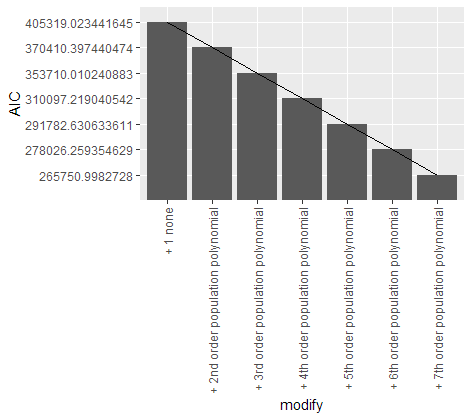 405319.023441645
370410.397440474
353710.010240883
310097.219040542
291782.630633611
278026.259354629
265750.9982728
AIC
+ 1 none
+ 2nd order population polynomial
+ 3rd order population polynomial
+ 4th order population polynomial
+ 5th order population polynomial
+ 6th order population polynomial
+ 7th order population polynomial
modify